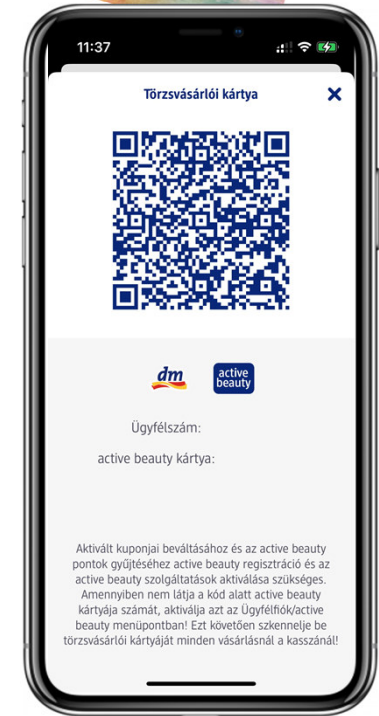 11:37
Törzsvásárlói kártya
dm
active
beauty
Ügyfélszám:
active beauty kártya:
Aktivált kuponjai beváltásához és az active beauty
pontok gyűjtéséhez active beauty regisztráció és az
active beauty szolgáltatások aktiválása szükséges.
Amennyiben nem látja a kód alatt active beauty
kártyája számát, aktiválja azt az Ügyfélfiók/active
beauty menüpontban! Ezt követően szkennelje be
törzsvásárlói kártyáját minden vásárlásnál a kasszánál!